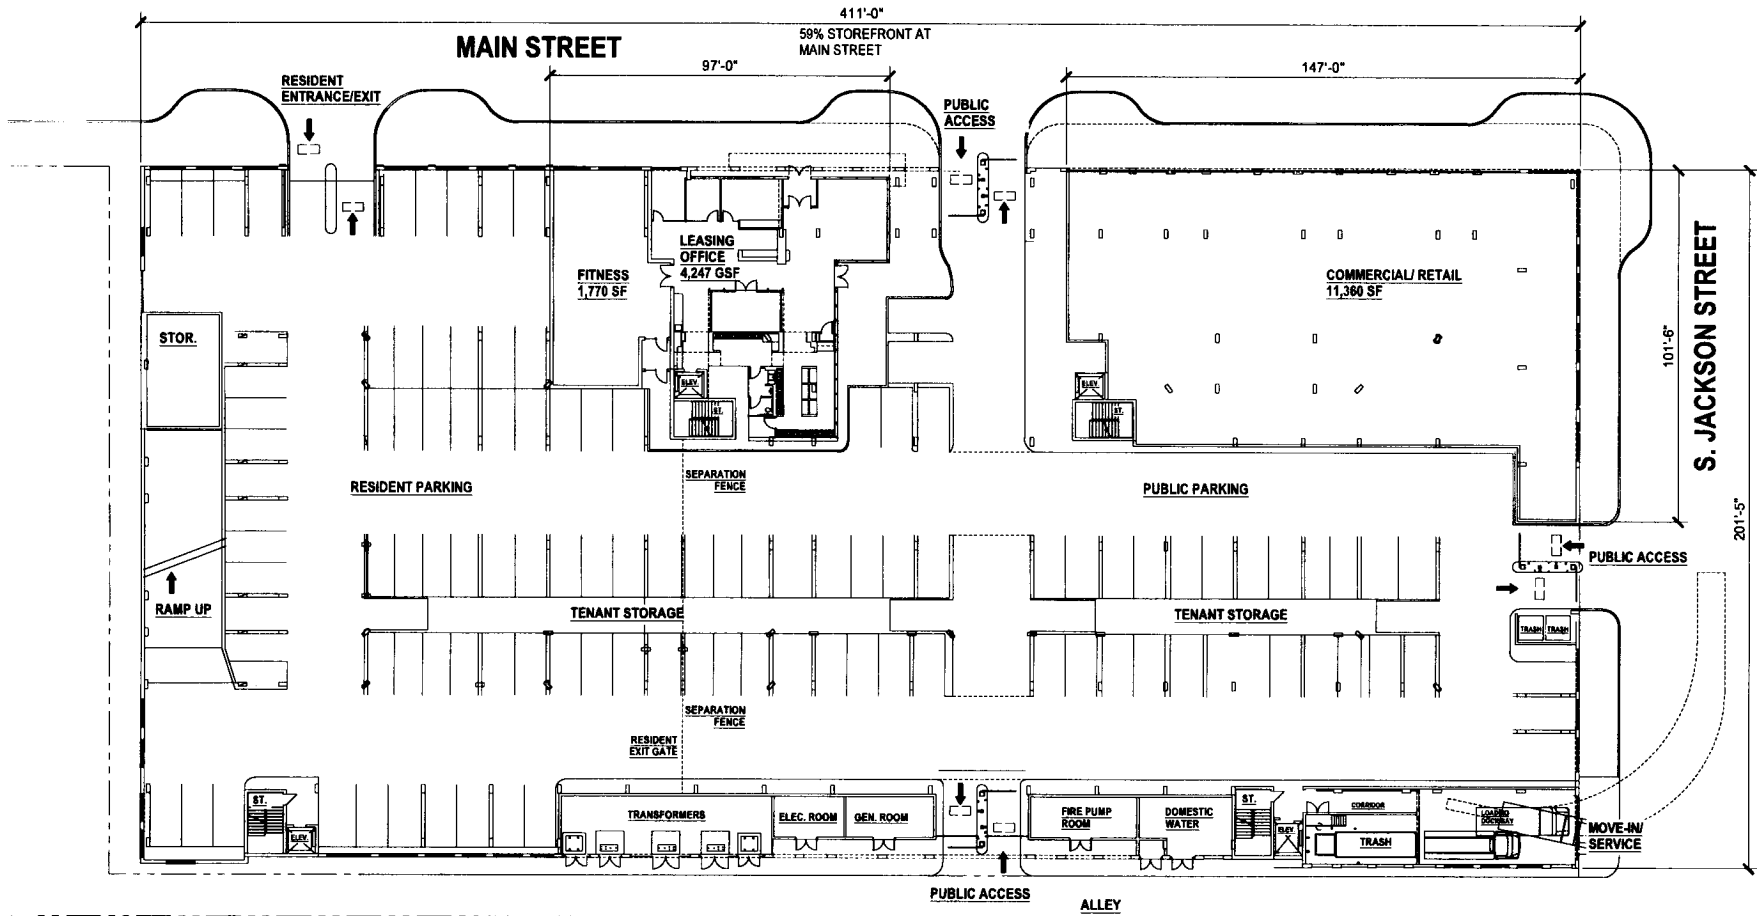 411'-0"
59% STOREFRONT AT
MAIN STREET
MAIN STREET
97'-0"
147'-0"
RESIDENT
ENTRANCE/EXIT
PUBLIC
ACCESS
LEASING
OFFICE
4,247 GSF
FITNESS
1,770 SF
COMMERCIAL/ RETAIL
11,360 SF
S. JACKSON STREET
101'-6"
201'-5"
STOR.
ELEV.
ST.
ELEV.
ST.
SEPARATION
FENCE
RESIDENT PARKING
PUBLIC PARKING
PUBLIC ACCESS
RAMP UP
TENANT STORAGE
TENANT STORAGE
TRASH
TRASH
SEPARATION
FENCE
RESIDENT
EXIT GATE
ST.
ELEV.
TRANSFORMERS
ELEC. ROOM
GEN. ROOM
FIRE PUMP
ROOM
DOMESTIC
WATER
ST.
ELEV.
CORRIDOR
TRASH
MOVE-IN/
SERVICE
PUBLIC ACCESS
ALLEY